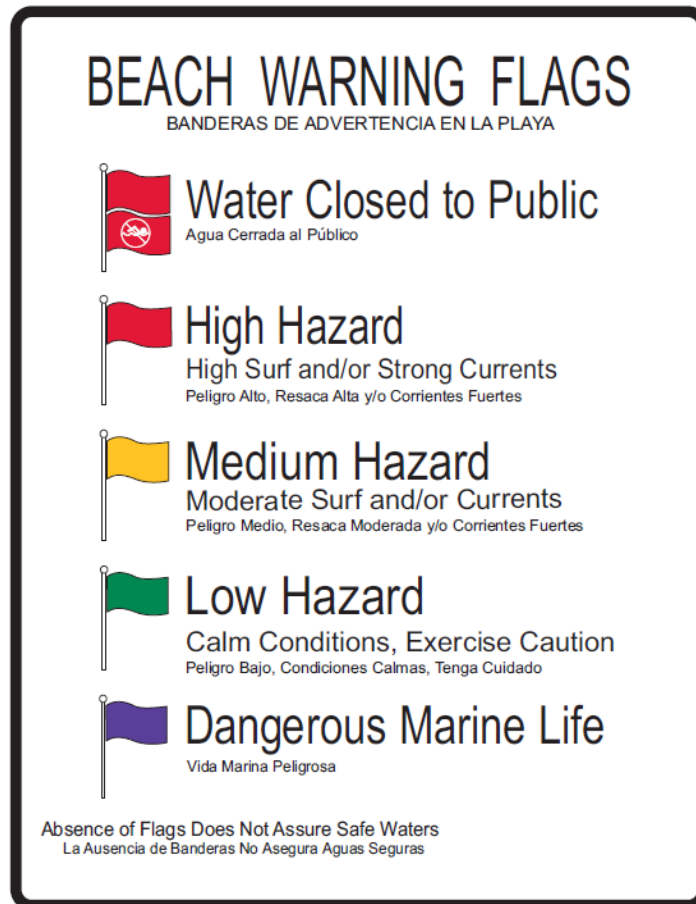 BEACH WARNING FLAGS
BANDERAS DE ADVERTENCIA EN LA PLAYA
Water Closed to Public
Agua Cerrada al Público
High Hazard
High Surf and/or Strong Currents
Peligro Alto, Resaca Alta y/o Corrientes Fuertes
Medium Hazard
Moderate Surf and/or Currents
Peligro Medio, Resaca Moderada y/o Corrientes Fuertes
Low Hazard
Calm Conditions, Exercise Caution
Peligro Bajo, Condiciones Calmas, Tenga Cuidado
Dangerous Marine Life
Vida Marina Peligrosa
Absence of Flags Does Not Assure Safe Waters
La Ausencia de Banderas No Asegura Aguas Seguras